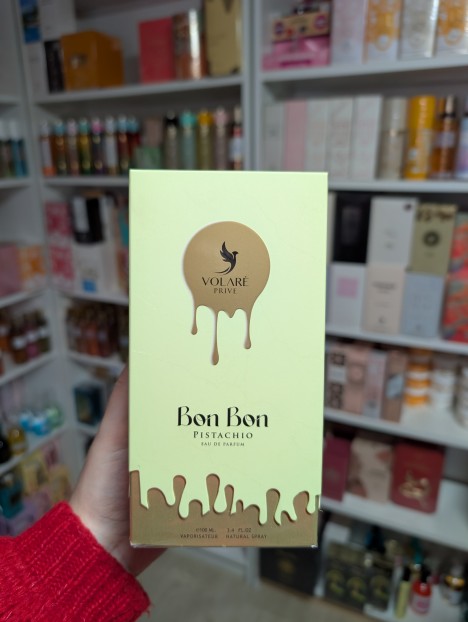 VOLARÉ
PRIVE
Bon Bon
PISTACHIO
EAU DE PARFUM
100 ML 3.4 FL.OZ
VAPORISATEUR NATURAL SPRAY